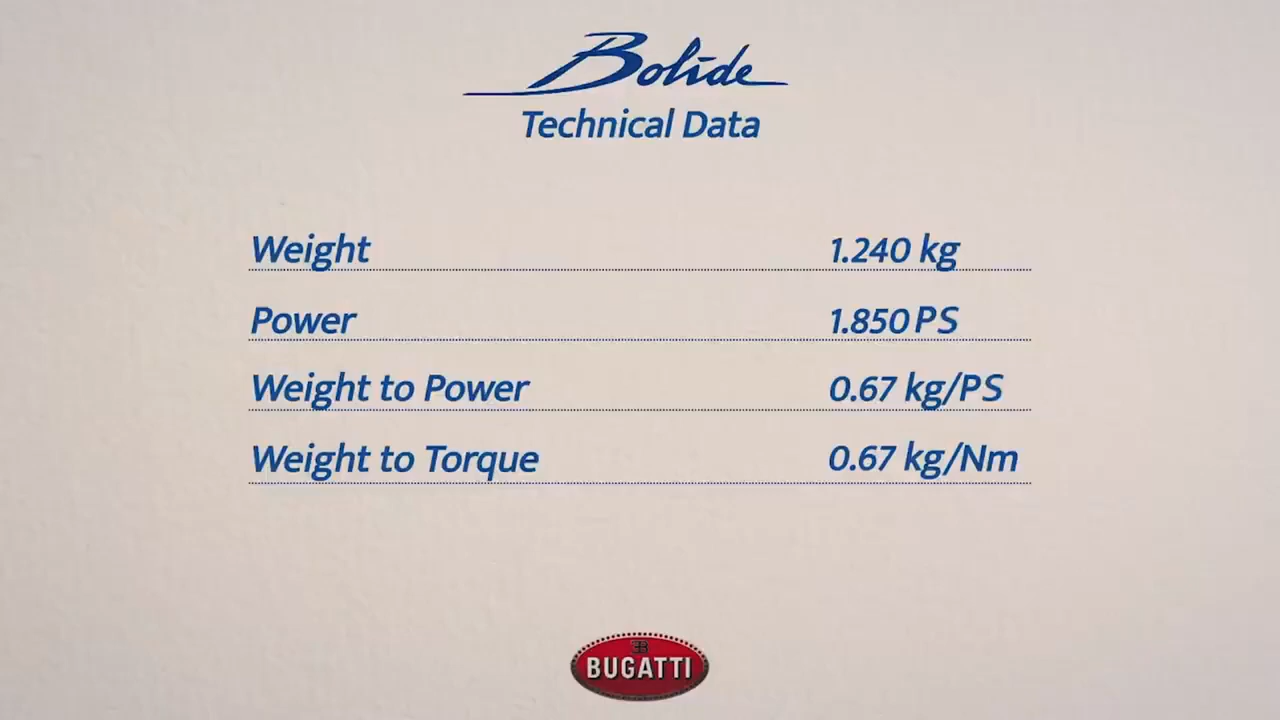 Bolide
Technical Data
Weight 1.240 kg
Power 1.850 PS
Weight to Power 0.67 kg/PS
Weight to Torque 0.67 kg/Nm
EB
BUGATTI